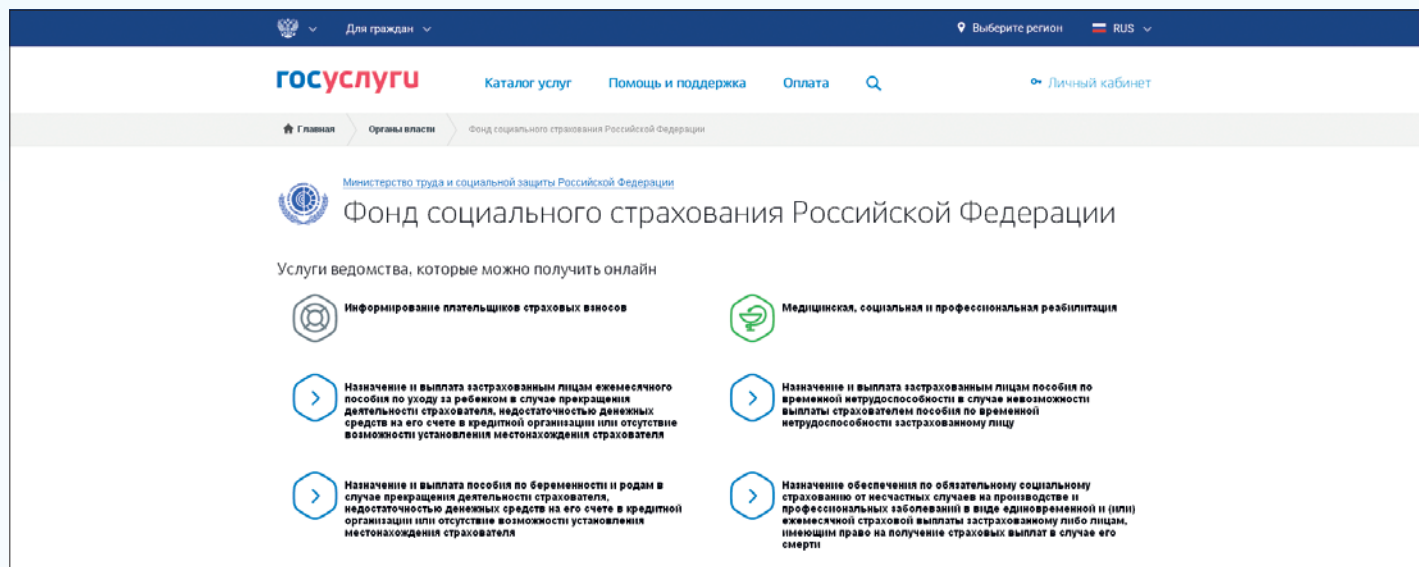 Для граждан
Выберите регион
RUS
госуслуги
Каталог услуг
Помощь и поддержка
Оплата
Личный кабинет
Главная
Органы власти
Фонд социального страхования Российской Федерации
Министерство труда и социальной защиты Российской Федерации
Фонд социального страхования Российской Федерации
Услуги ведомства, которые можно получить онлайн
Информирование плательщиков страховых взносов
Медицинская, социальная и профессиональная реабилитация
Назначение и выплата застрахованным лицам ежемесячного
пособия по уходу за ребенком в случае прекращения
деятельности страхователя, недостаточностью денежных
средств на его счете в кредитной организации или отсутствие
возможности установления местонахождения страхователя
Назначение и выплата застрахованным лицам пособия по
временной нетрудоспособности в случае невозможности
выплаты страхователем пособия по временной
нетрудоспособности застрахованному лицу
Назначение и выплата пособия по беременности и родам в
случае прекращения деятельности страхователя,
недостаточностью денежных средств на его счете в кредитной
организации или отсутствие возможности установления
местонахождения страхователя
Назначение обеспечения по обязательному социальному
страхованию от несчастных случаев на производстве и
профессиональных заболеваний в виде единовременной и (или)
ежемесячной страховой выплаты застрахованному либо лицам,
имеющим право на получение страховых выплат в случае его
смерти